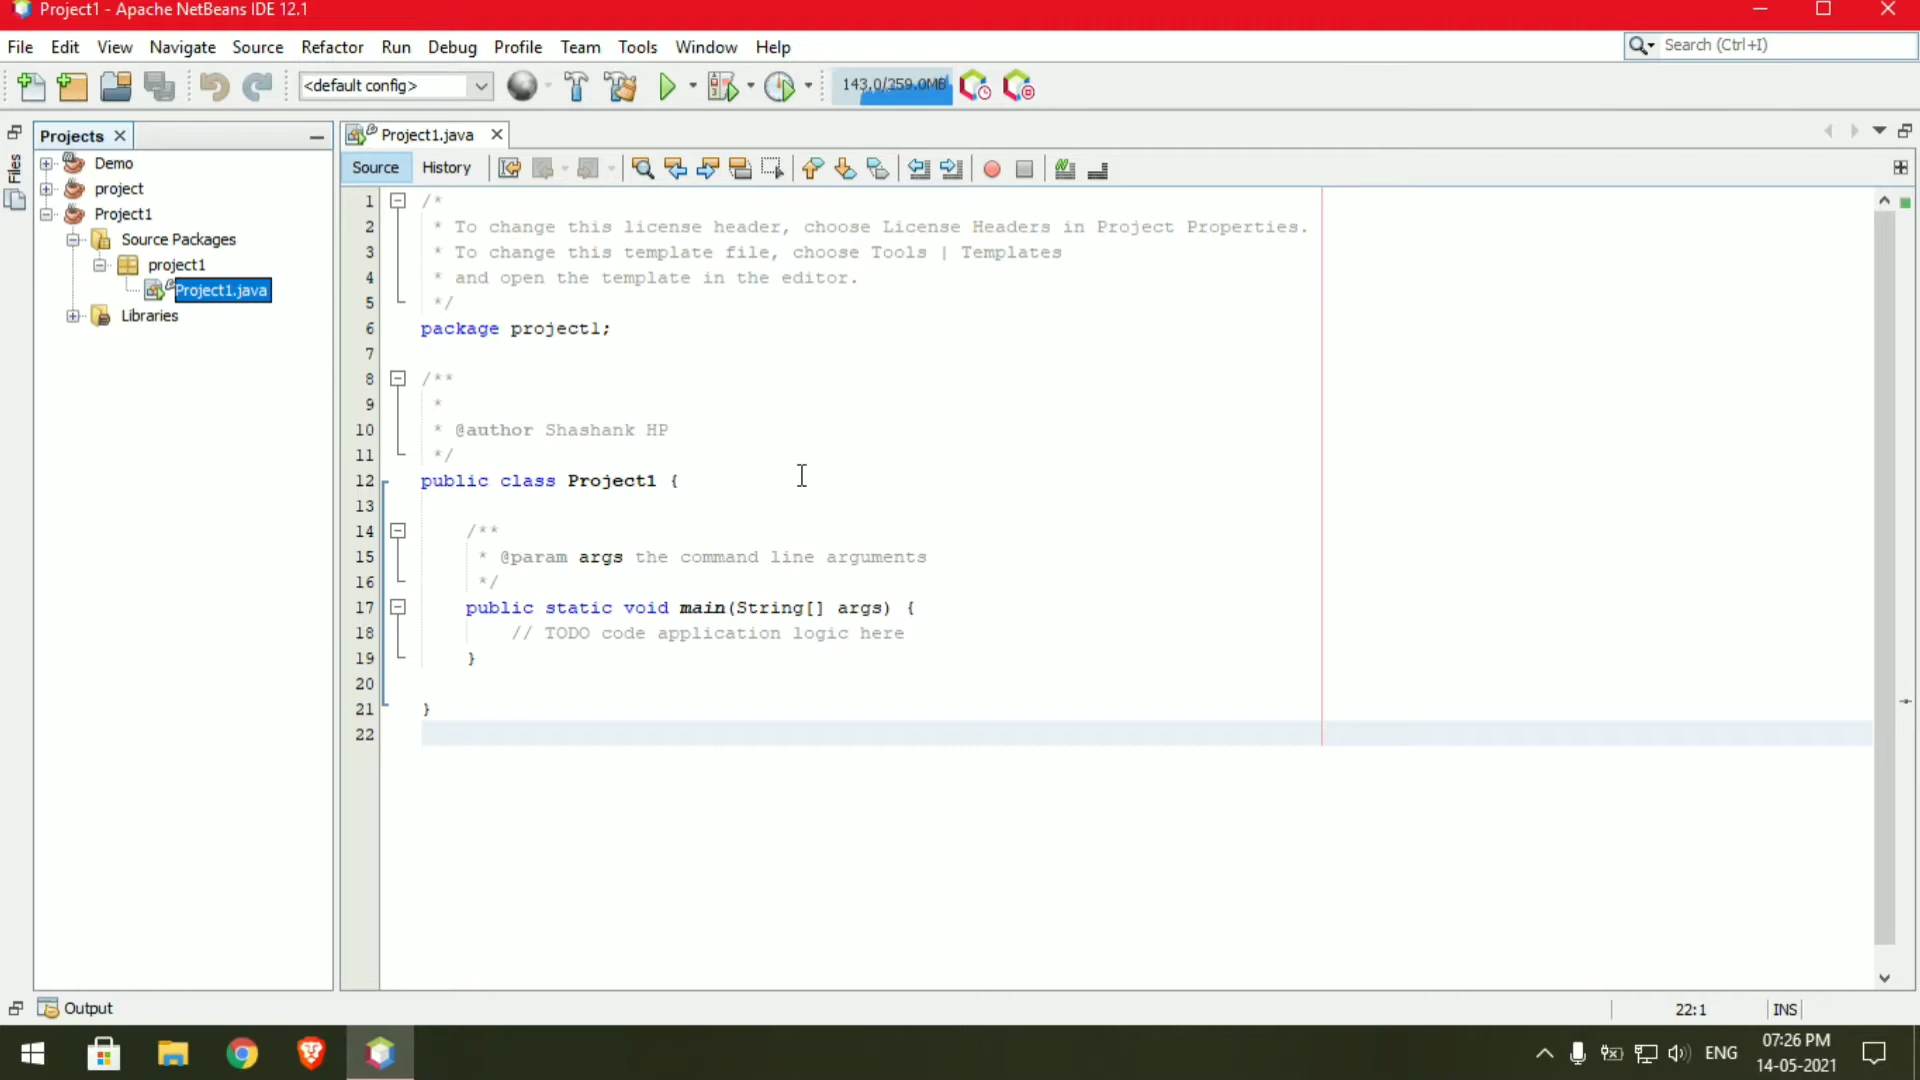 Project1 - Apache NetBeans IDE 12.1
File Edit View Navigate Source Refactor Run Debug Profile Team Tools Window Help
Search (Ctrl+I)
<default config>
143.0/259.0MB
Files
Projects
Demo
project
Project1
Source Packages
project1
Project1.java
Libraries
Project1.java
Source History
1 /*
2 * To change this license header, choose License Headers in Project Properties.
3 * To change this template file, choose Tools | Templates
4 * and open the template in the editor.
5 */
6 package project1;
7
8 /**
9 *
10 * @author Shashank HP
11 */
12 public class Project1 {
13
14 /**
15 * @param args the command line arguments
16 */
17 public static void main(String[] args) {
18 // TODO code application logic here
19 }
20
21 }
22
Output
22:1 INS
ENG
07:26 PM
14-05-2021